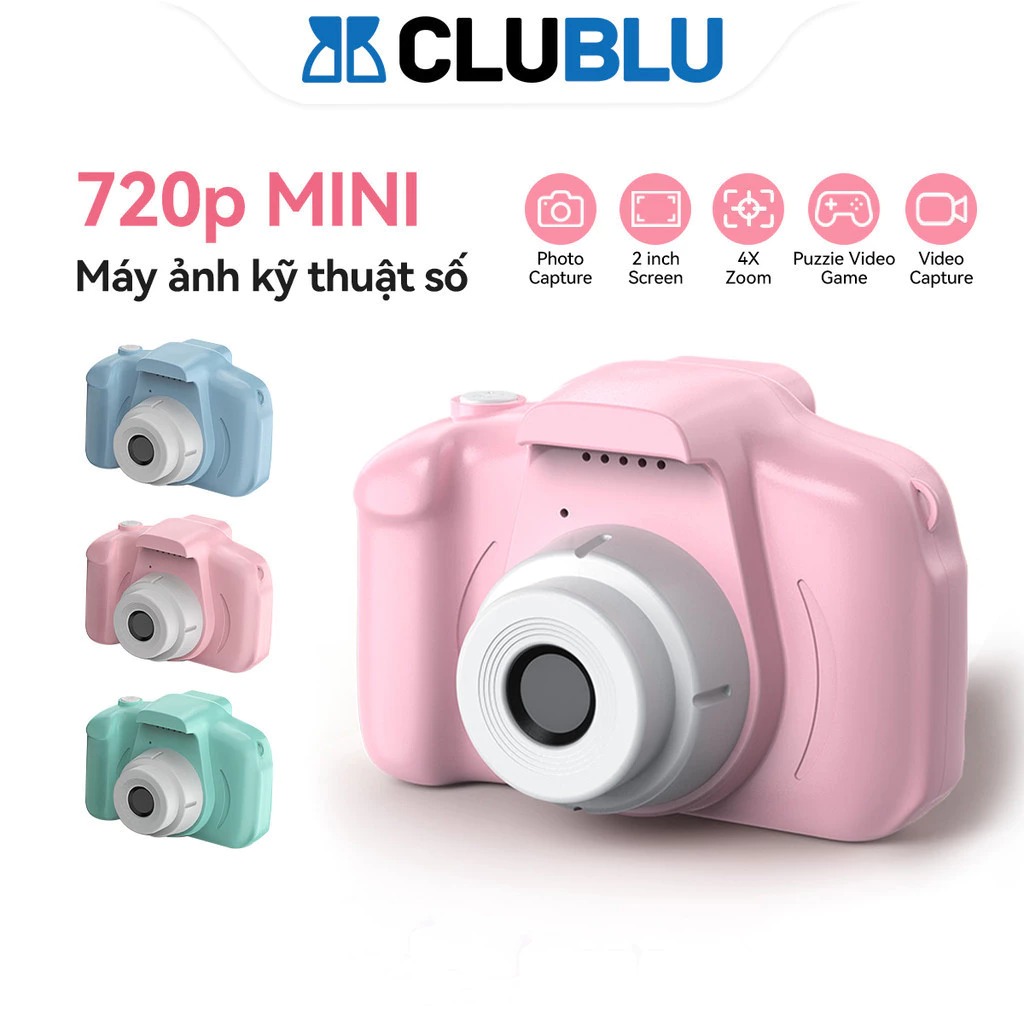 CLUBLU
720p MINI
Máy ảnh kỹ thuật số
Photo
Capture
2 inch
Screen
4X
Zoom
Puzzie Video
Game
Video
Capture